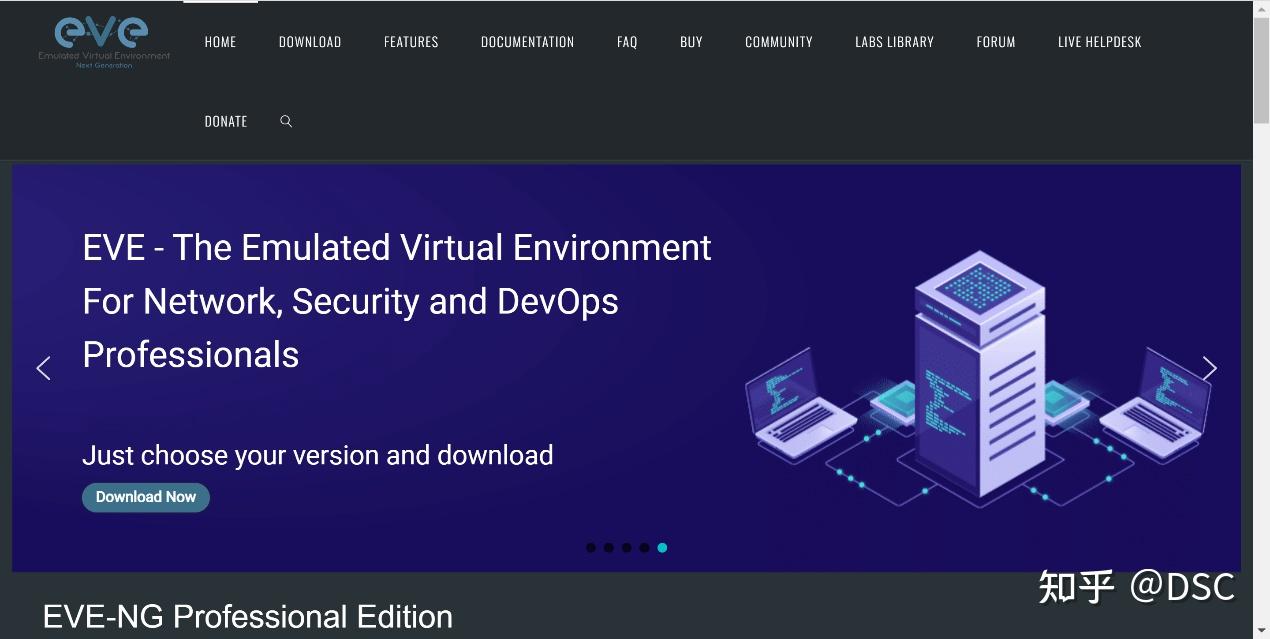 eve
Emulated Virtual Environment
Next Generation
HOME DOWNLOAD FEATURES DOCUMENTATION FAQ BUY COMMUNITY LABS LIBRARY FORUM LIVE HELPDESK
DONATE
EVE - The Emulated Virtual Environment
For Network, Security and DevOps
Professionals
Just choose your version and download
Download Now
知乎 @DSC
EVE-NG Professional Edition